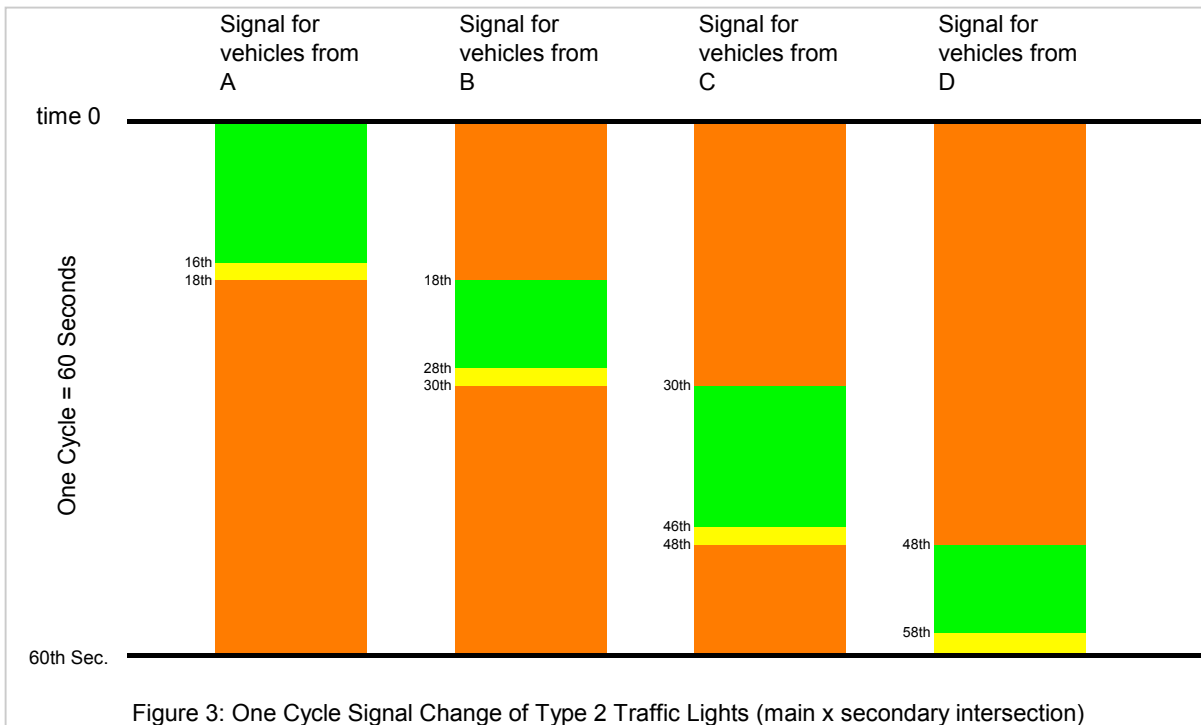 Signal for
vehicles from
A
Signal for
vehicles from
B
Signal for
vehicles from
C
Signal for
vehicles from
D
time 0
One Cycle = 60 Seconds
16th
18th
18th
28th
30th
30th
46th
48th
48th
58th
60th Sec.
Figure 3: One Cycle Signal Change of Type 2 Traffic Lights (main x secondary intersection)